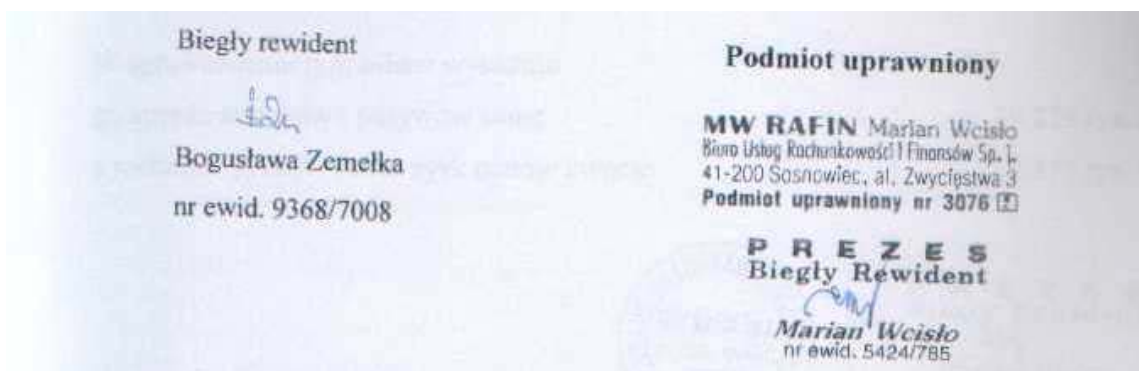 Biegły rewident
Bogusława Zemełka
nr ewid. 9368/7008
Podmiot uprawniony
MW RAFIN Marian Wcisło
Biuro Usług Rachunkowości I Finansów Sp. j.
41-200 Sosnowiec, al. Zwycięstwa 3
Podmiot uprawniony nr 3076
PREZES
Biegły Rewident
Marian Wcisło
nr ewid. 5424/785